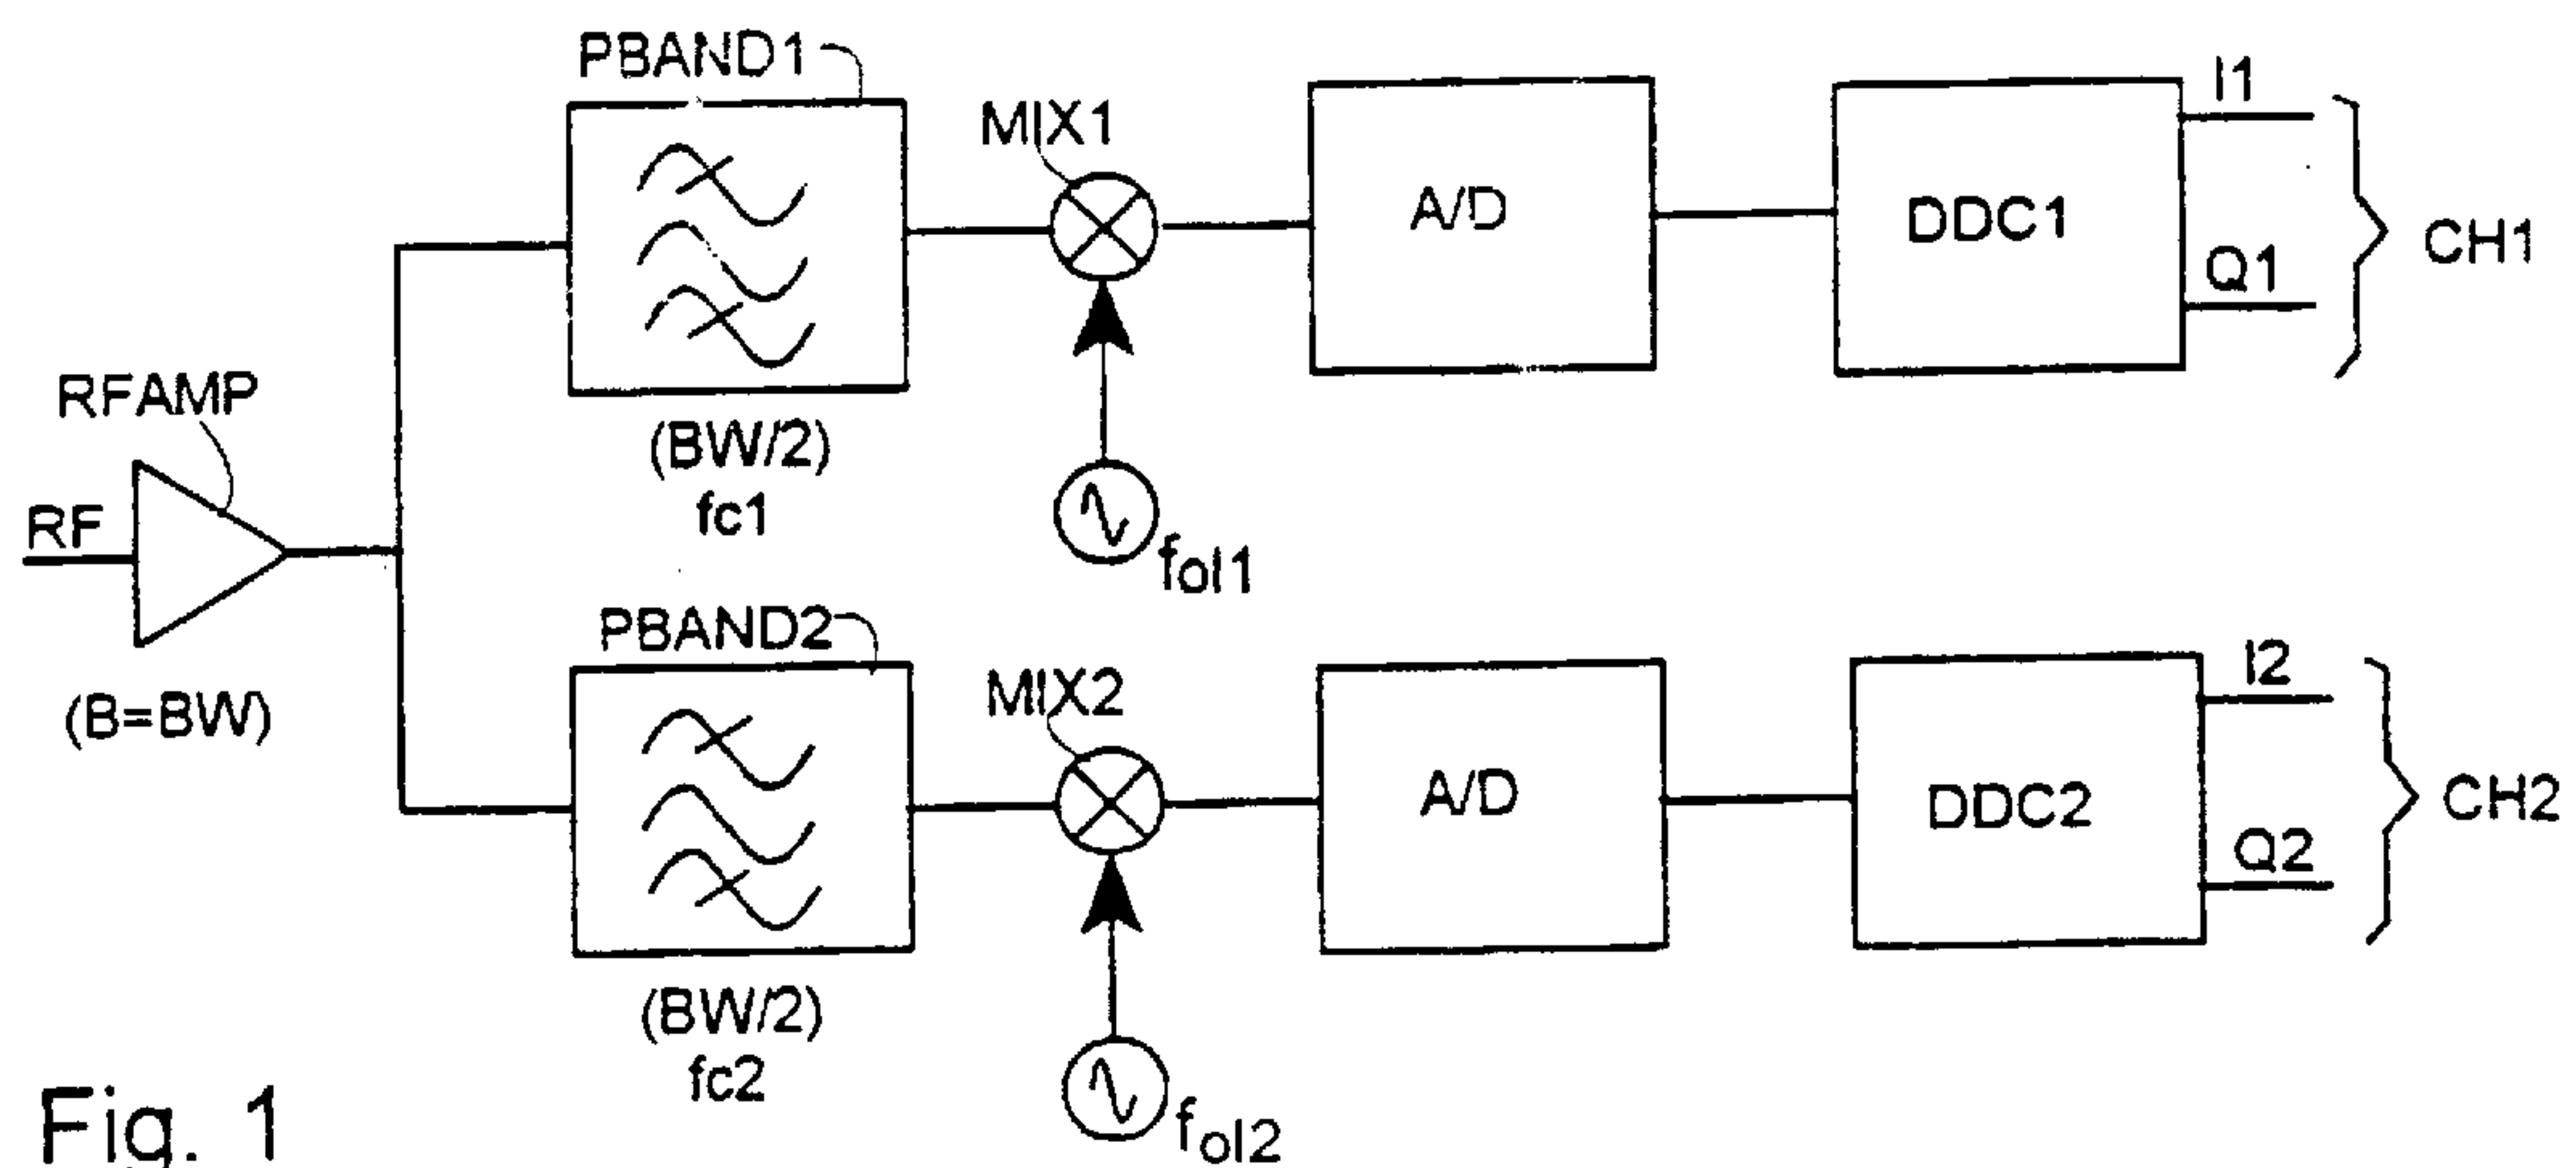 PBAND1
MIX1
A/D
DDC1
I1
Q1
CH1
(BW/2)
fc1
fol1
RFAMP
RF
(B=BW)
PBAND2
MIX2
A/D
DDC2
I2
Q2
CH2
(BW/2)
fc2
fol2
Fig. 1